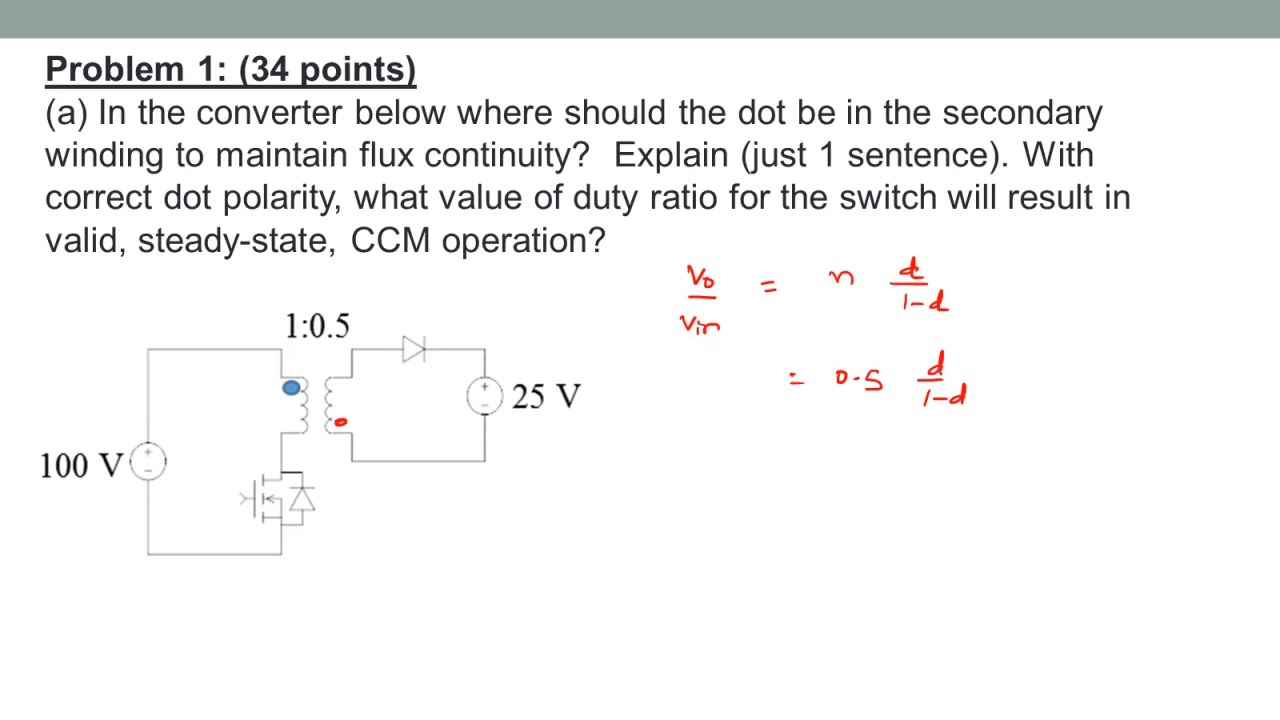 Problem 1: (34 points)
(a) In the converter below where should the dot be in the secondary
winding to maintain flux continuity? Explain (just 1 sentence). With
correct dot polarity, what value of duty ratio for the switch will result in
valid, steady-state, CCM operation?
Vo/Vin = n d/1-d
= 0.5 d/1-d
1:0.5
25 V
100 V